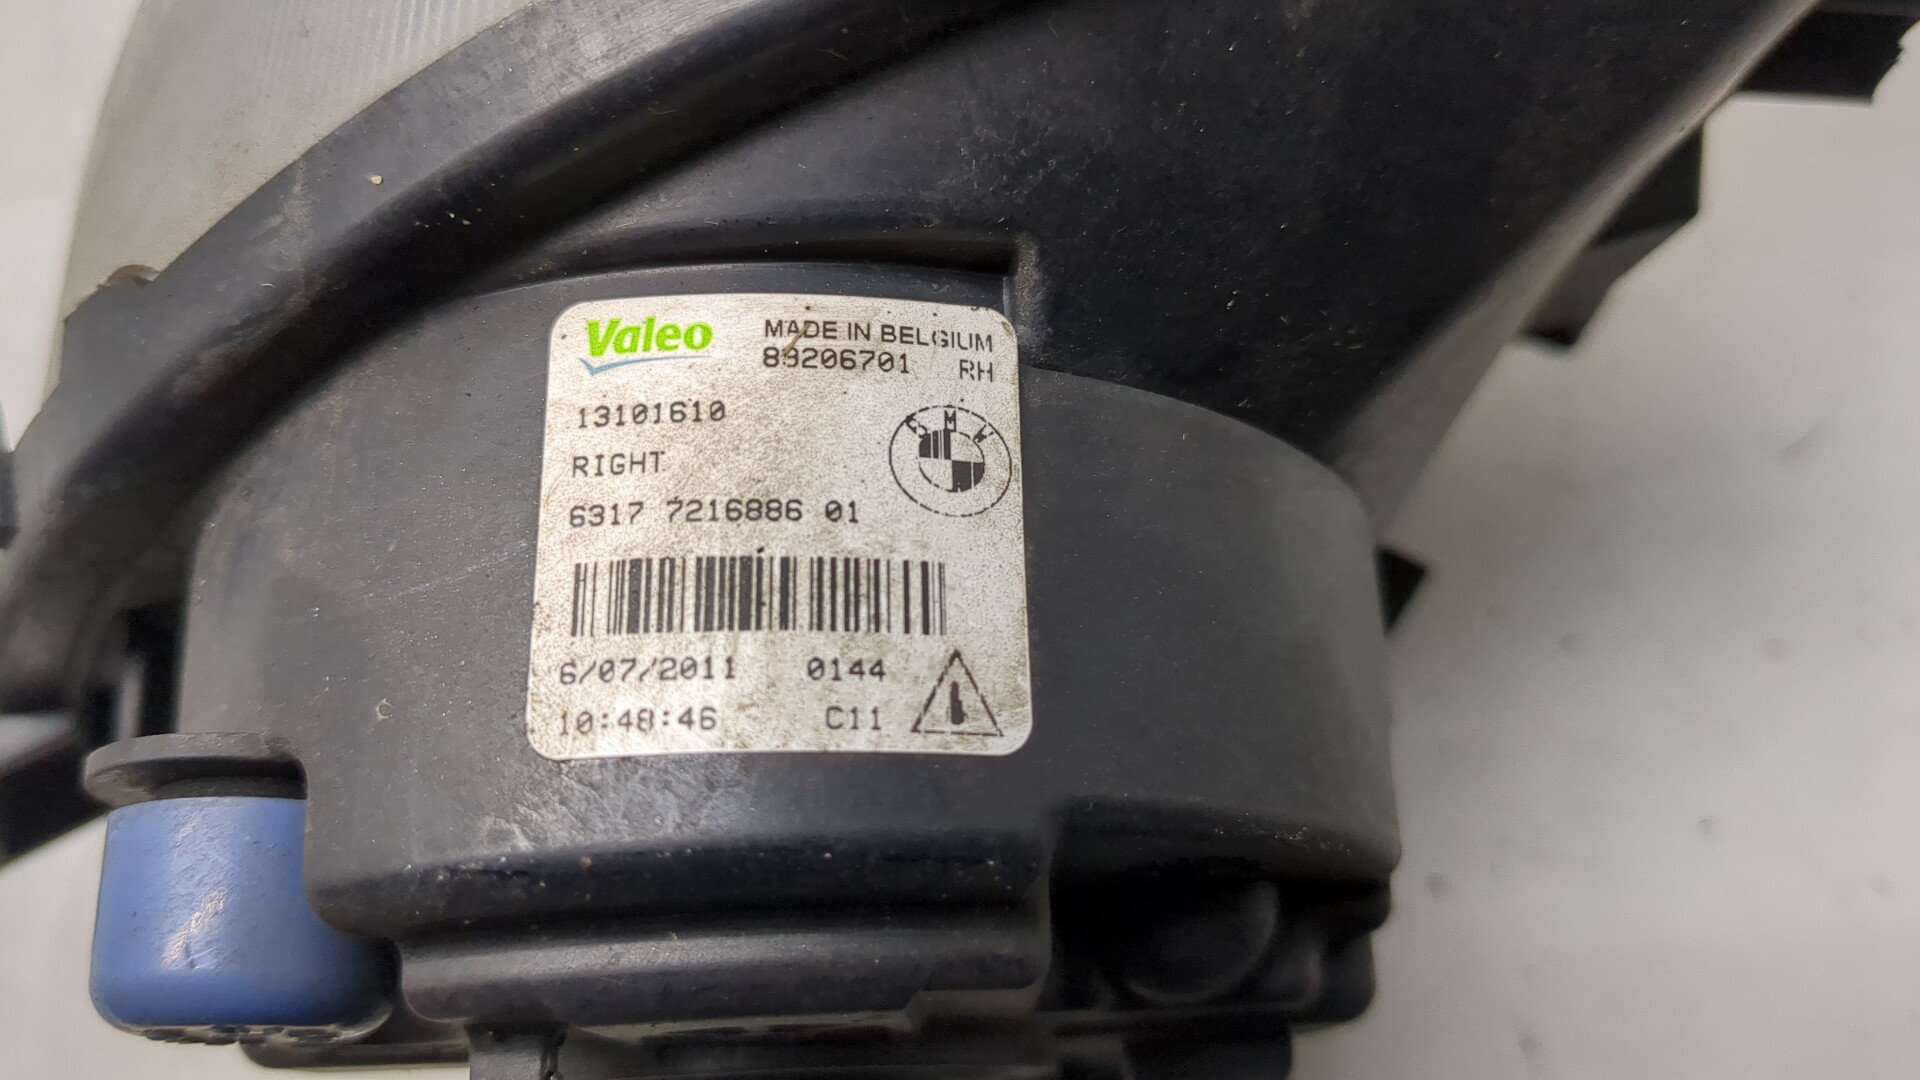 Valeo
MADE IN BELGIUM
89206701 RH
13101610
RIGHT
BMW
6317 7216886 01
6/07/2011 0144
10:48:46 C11